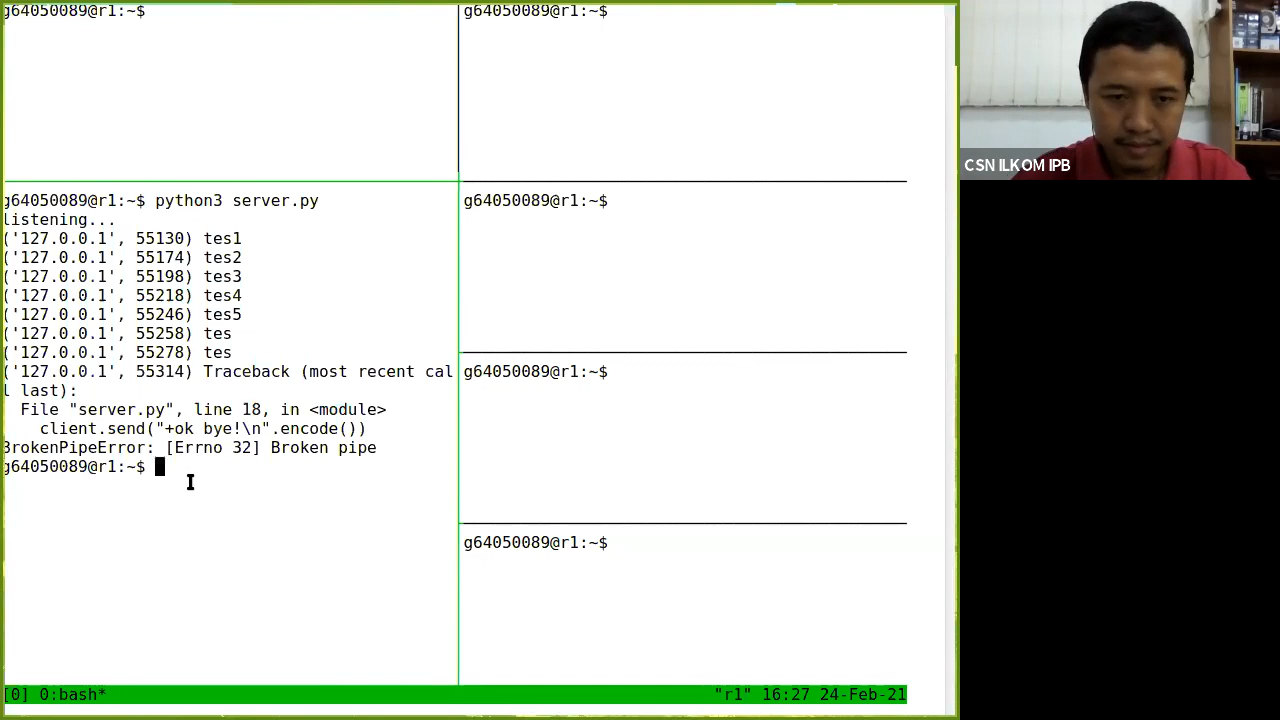 g64050089@r1:~$
g64050089@r1:~$
g64050089@r1:~$ python3 server.py
listening...
('127.0.0.1', 55130) tes1
('127.0.0.1', 55174) tes2
('127.0.0.1', 55198) tes3
('127.0.0.1', 55218) tes4
('127.0.0.1', 55246) tes5
('127.0.0.1', 55258) tes
('127.0.0.1', 55278) tes
('127.0.0.1', 55314) Traceback (most recent cal
l last):
File "server.py", line 18, in <module>
client.send("+ok bye!\n".encode())
BrokenPipeError: [Errno 32] Broken pipe
g64050089@r1:~$
g64050089@r1:~$
g64050089@r1:~$
g64050089@r1:~$
[0] 0:bash*
"r1" 16:27 24-Feb-21
CSN ILKOM IPB